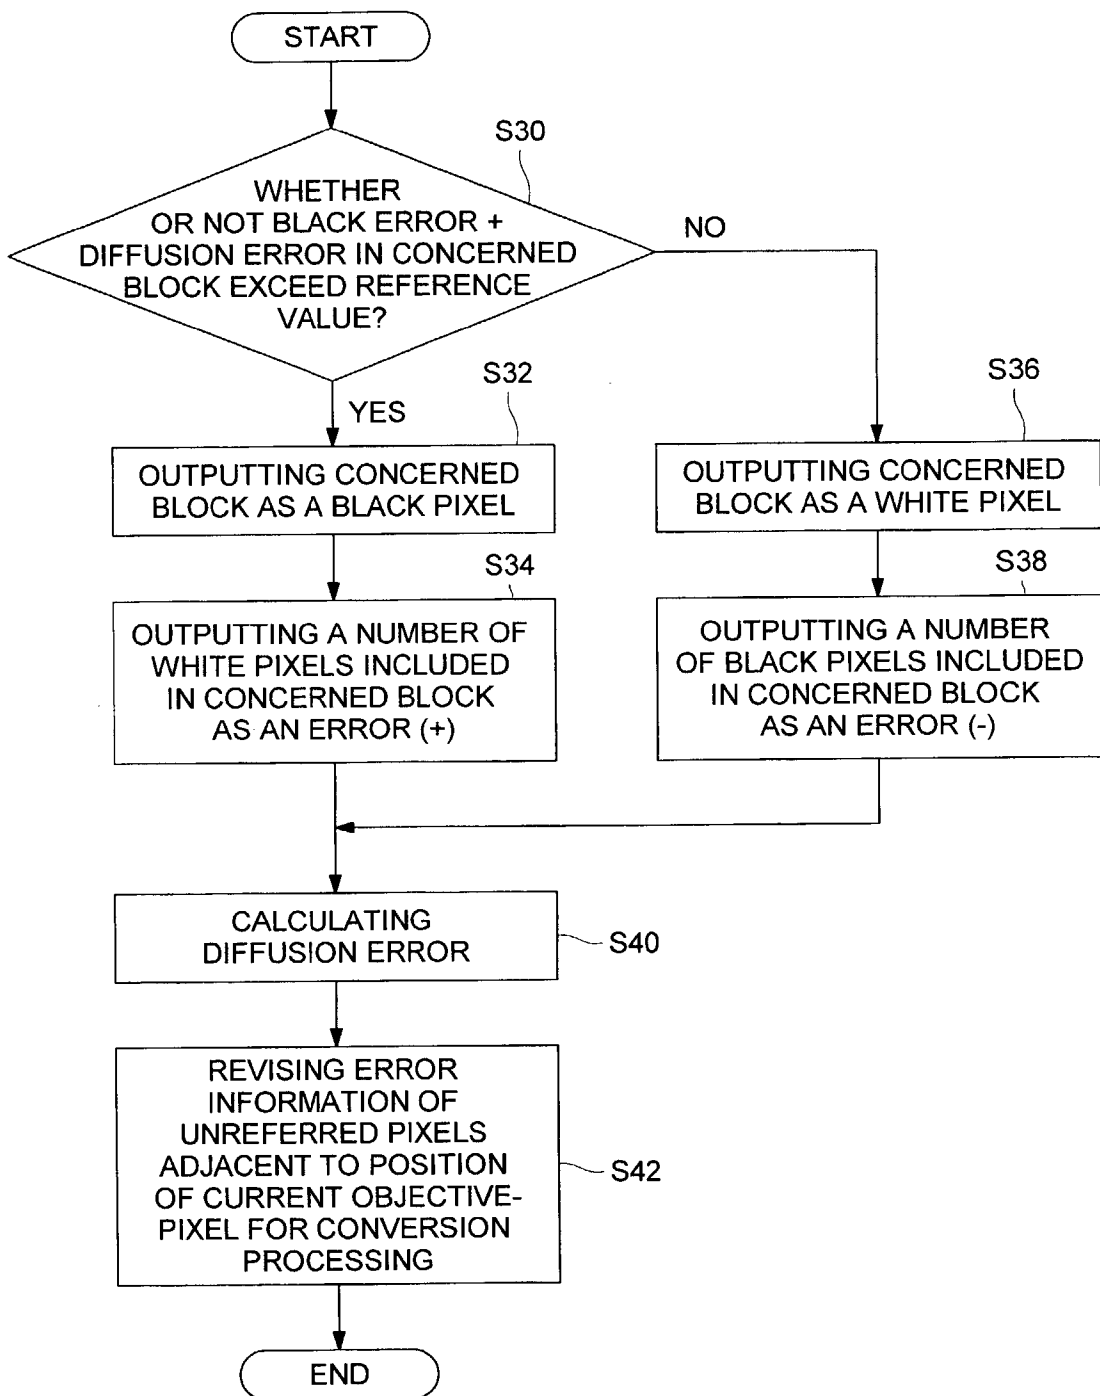 START
S30
WHETHER
OR NOT BLACK ERROR +
DIFFUSION ERROR IN CONCERNED
BLOCK EXCEED REFERENCE
VALUE?
NO
YES
S32
OUTPUTTING CONCERNED
BLOCK AS A BLACK PIXEL
S34
OUTPUTTING A NUMBER OF
WHITE PIXELS INCLUDED
IN CONCERNED BLOCK
AS AN ERROR (+)
S36
OUTPUTTING CONCERNED
BLOCK AS A WHITE PIXEL
S38
OUTPUTTING A NUMBER
OF BLACK PIXELS INCLUDED
IN CONCERNED BLOCK
AS AN ERROR (-)
CALCULATING
DIFFUSION ERROR
S40
REVISING ERROR
INFORMATION OF
UNREFERRED PIXELS
ADJACENT TO POSITION
OF CURRENT OBJECTIVE-
PIXEL FOR CONVERSION
PROCESSING
S42
END